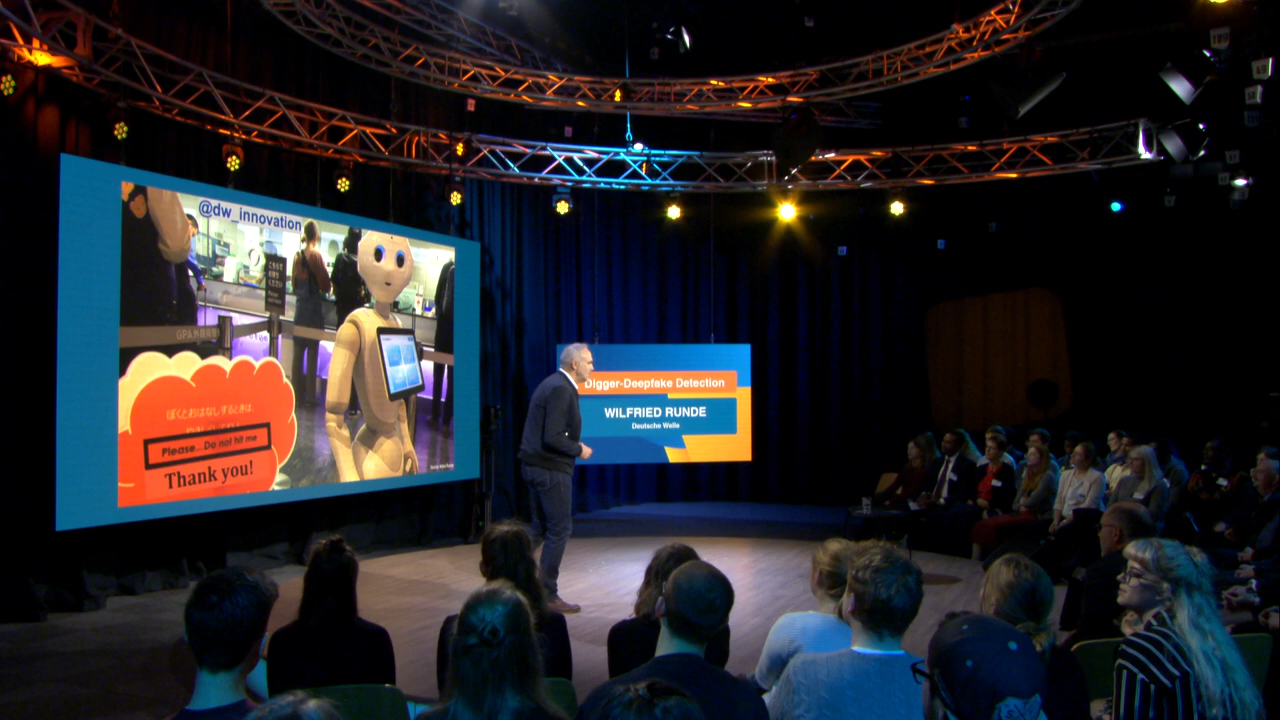 @dw_innovation
ぼくとおはなしするときは、
Please... Do not hit me
Thank you!
Digger-Deepfake Detection
WILFRIED RUNDE
Deutsche Welle